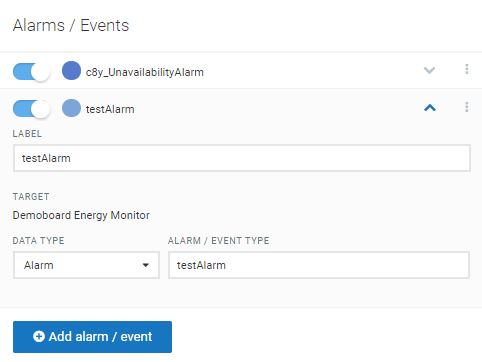 Alarms / Events
c8y_UnavailabilityAlarm
testAlarm
LABEL
testAlarm
TARGET
Demoboard Energy Monitor
DATA TYPE ALARM / EVENT TYPE
Alarm testAlarm
Add alarm / event